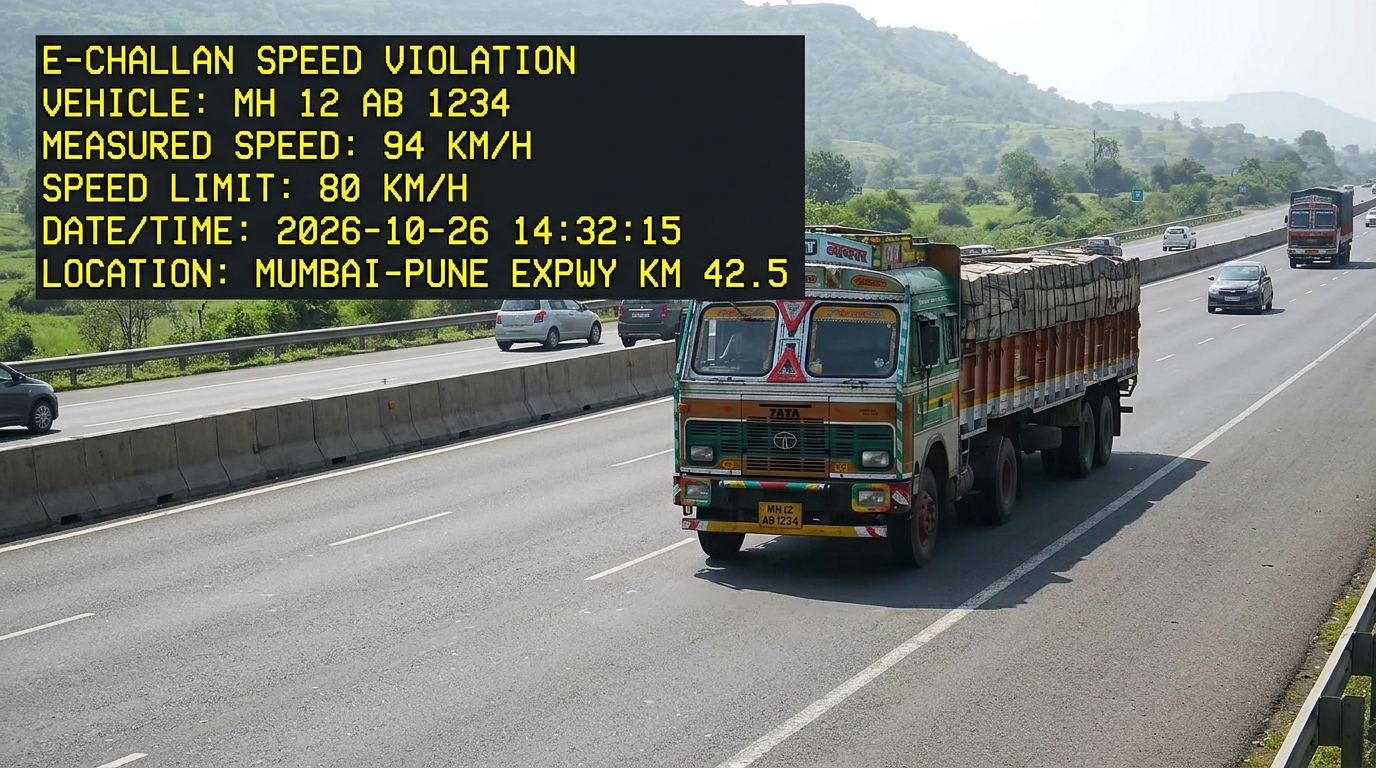 E-CHALLAN SPEED VIOLATION
VEHICLE: MH 12 AB 1234
MEASURED SPEED: 94 KM/H
SPEED LIMIT: 80 KM/H
DATE/TIME: 2026-10-26 14:32:15
LOCATION: MUMBAI-PUNE EXPWY KM 42.5
TATA
MH 12
AB 1234